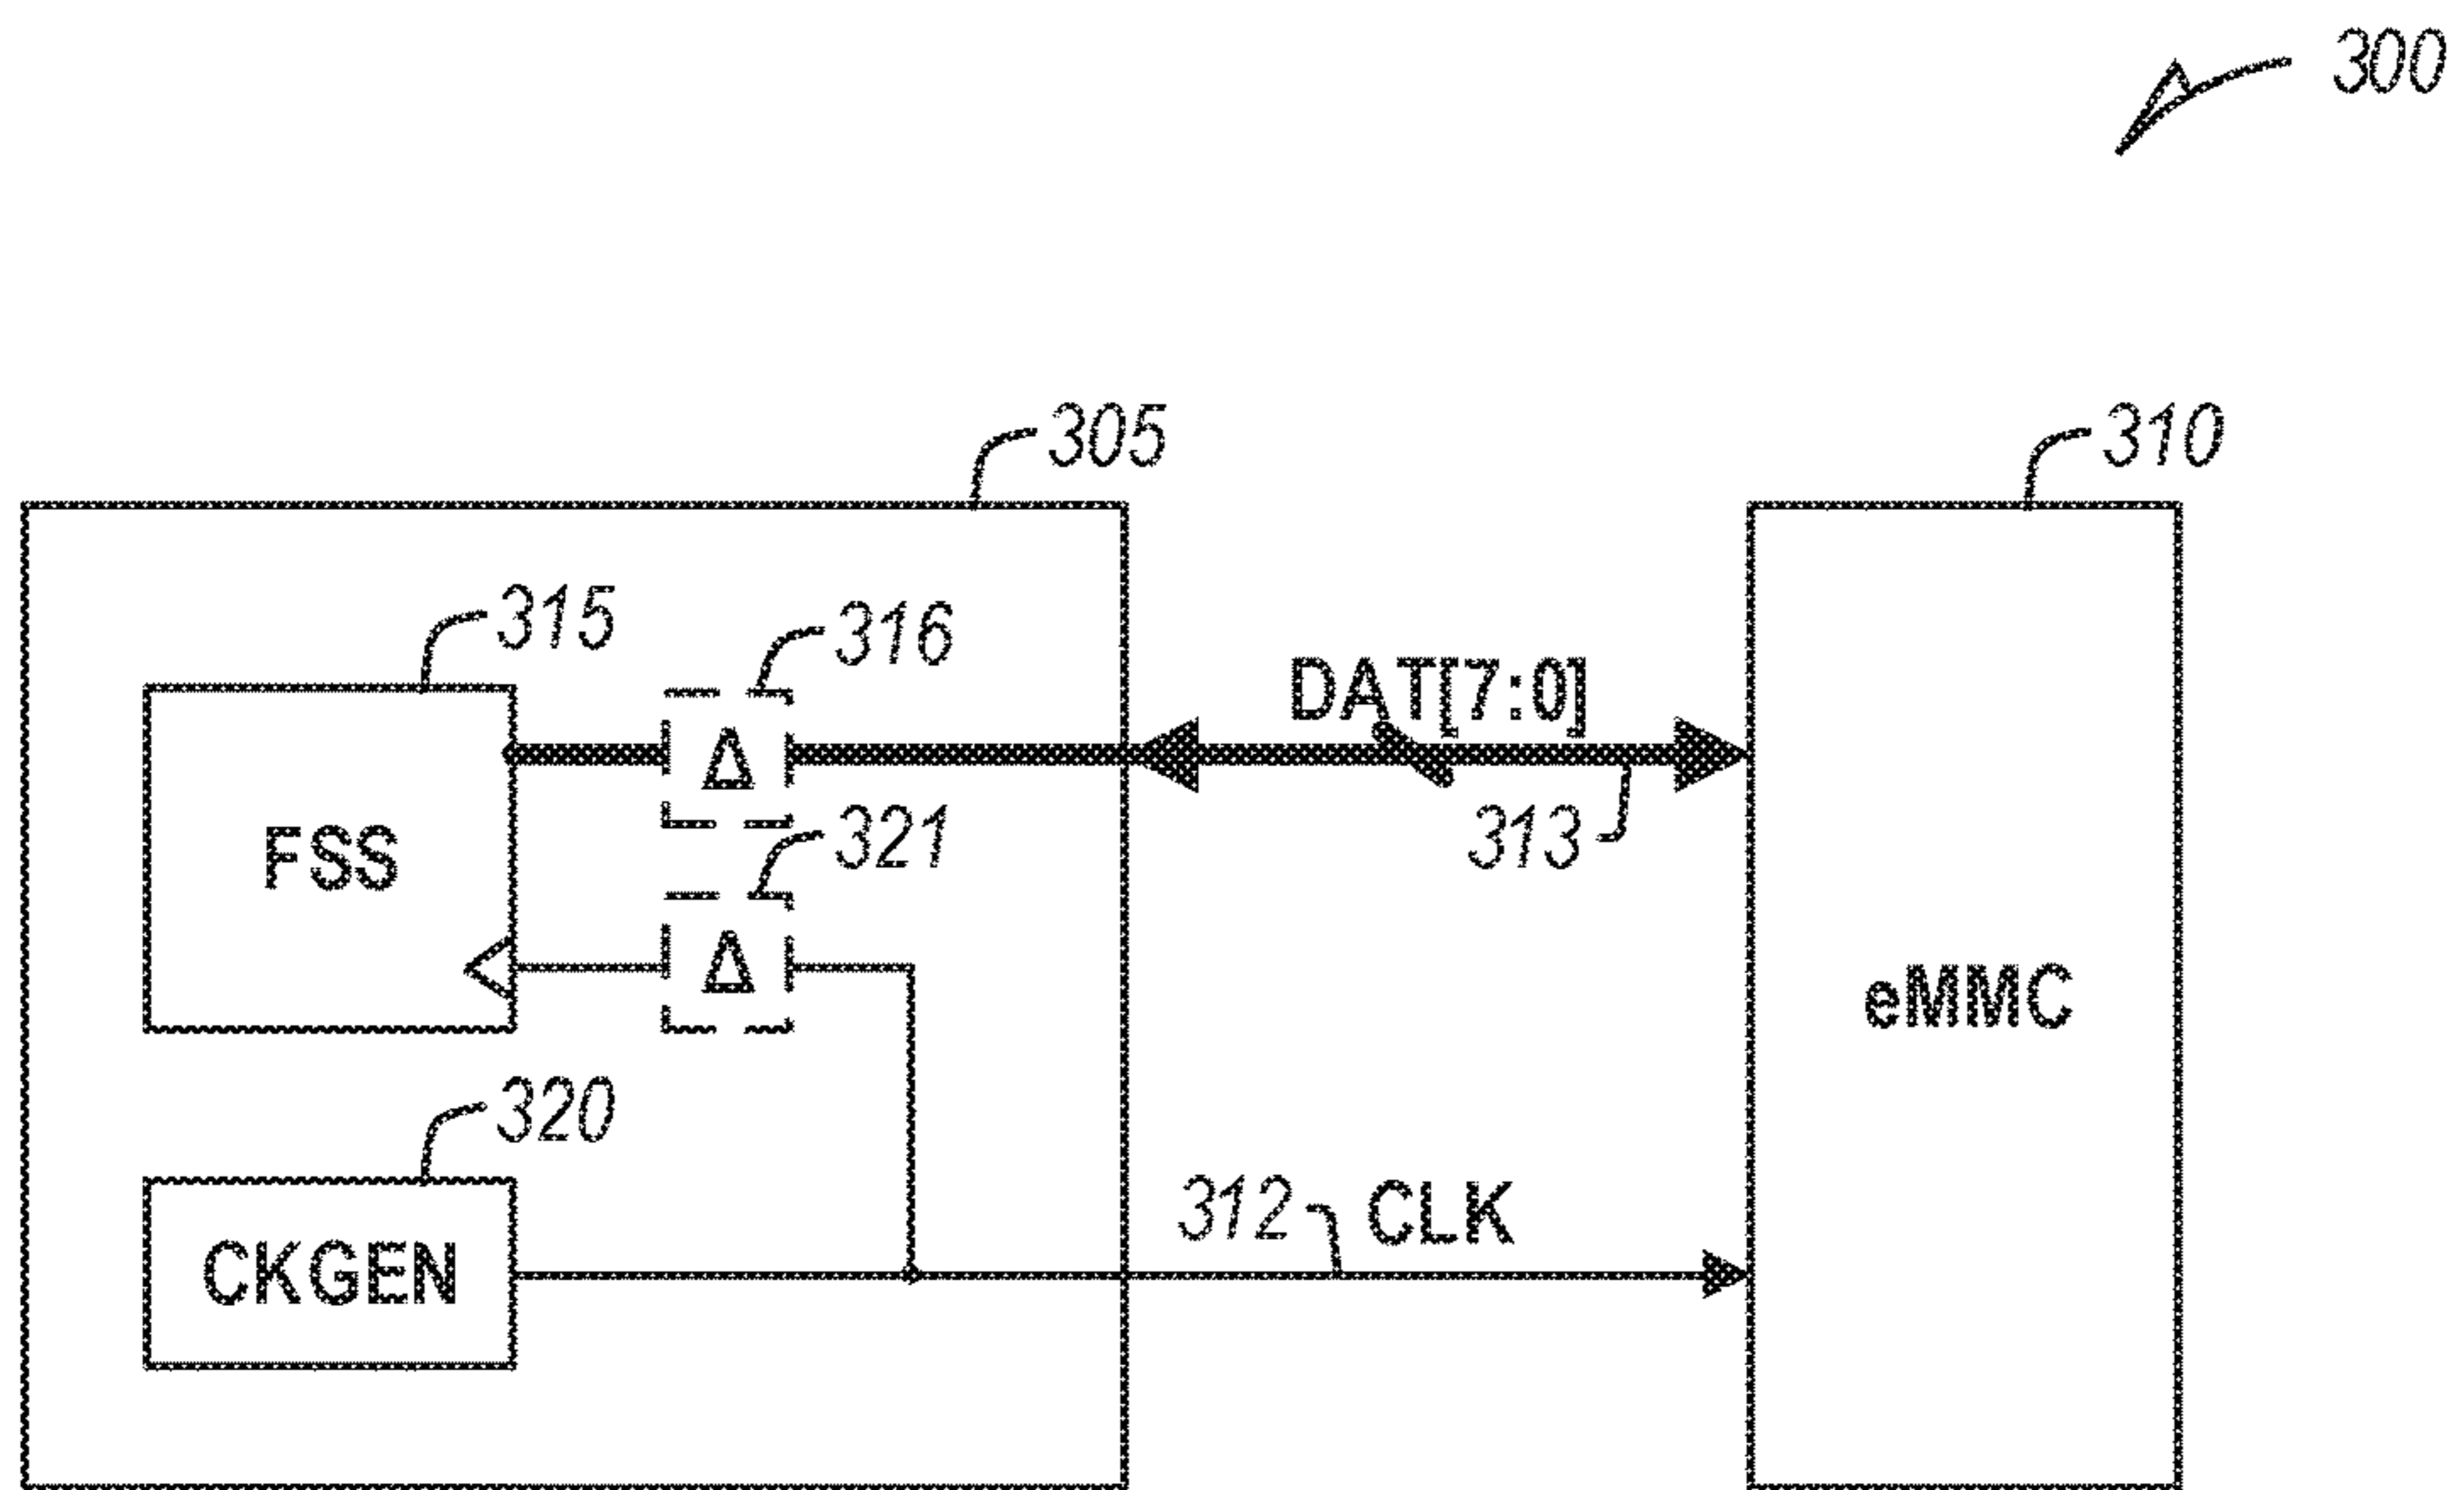 300
305
310
315
316
DAT[7:0]
313
321
FSS
Δ
Δ
eMMC
320
312
CLK
CKGEN